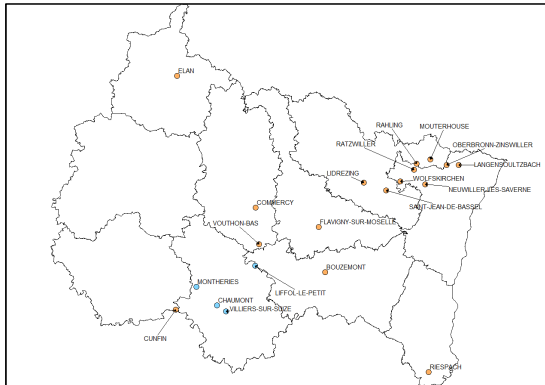 ELAN
RAHLING
MOUTERHOUSE
OBERBRONN-ZINSWILLER
RATZWILLER
LANGENSOULTZBACH
LIDREZING
WOLFSKIRCHEN
NEUWILLER-LES-SAVERNE
SAINT-JEAN-DE-BASSEL
COMMERCY
FLAVIGNY-SUR-MOSELLE
VOUTHON-BAS
BOUZEMONT
MONTHERIES
LIFFOL-LE-PETIT
CHAUMONT
VILLIERS-SUR-SUIZE
CUNFIN
RIESPACH